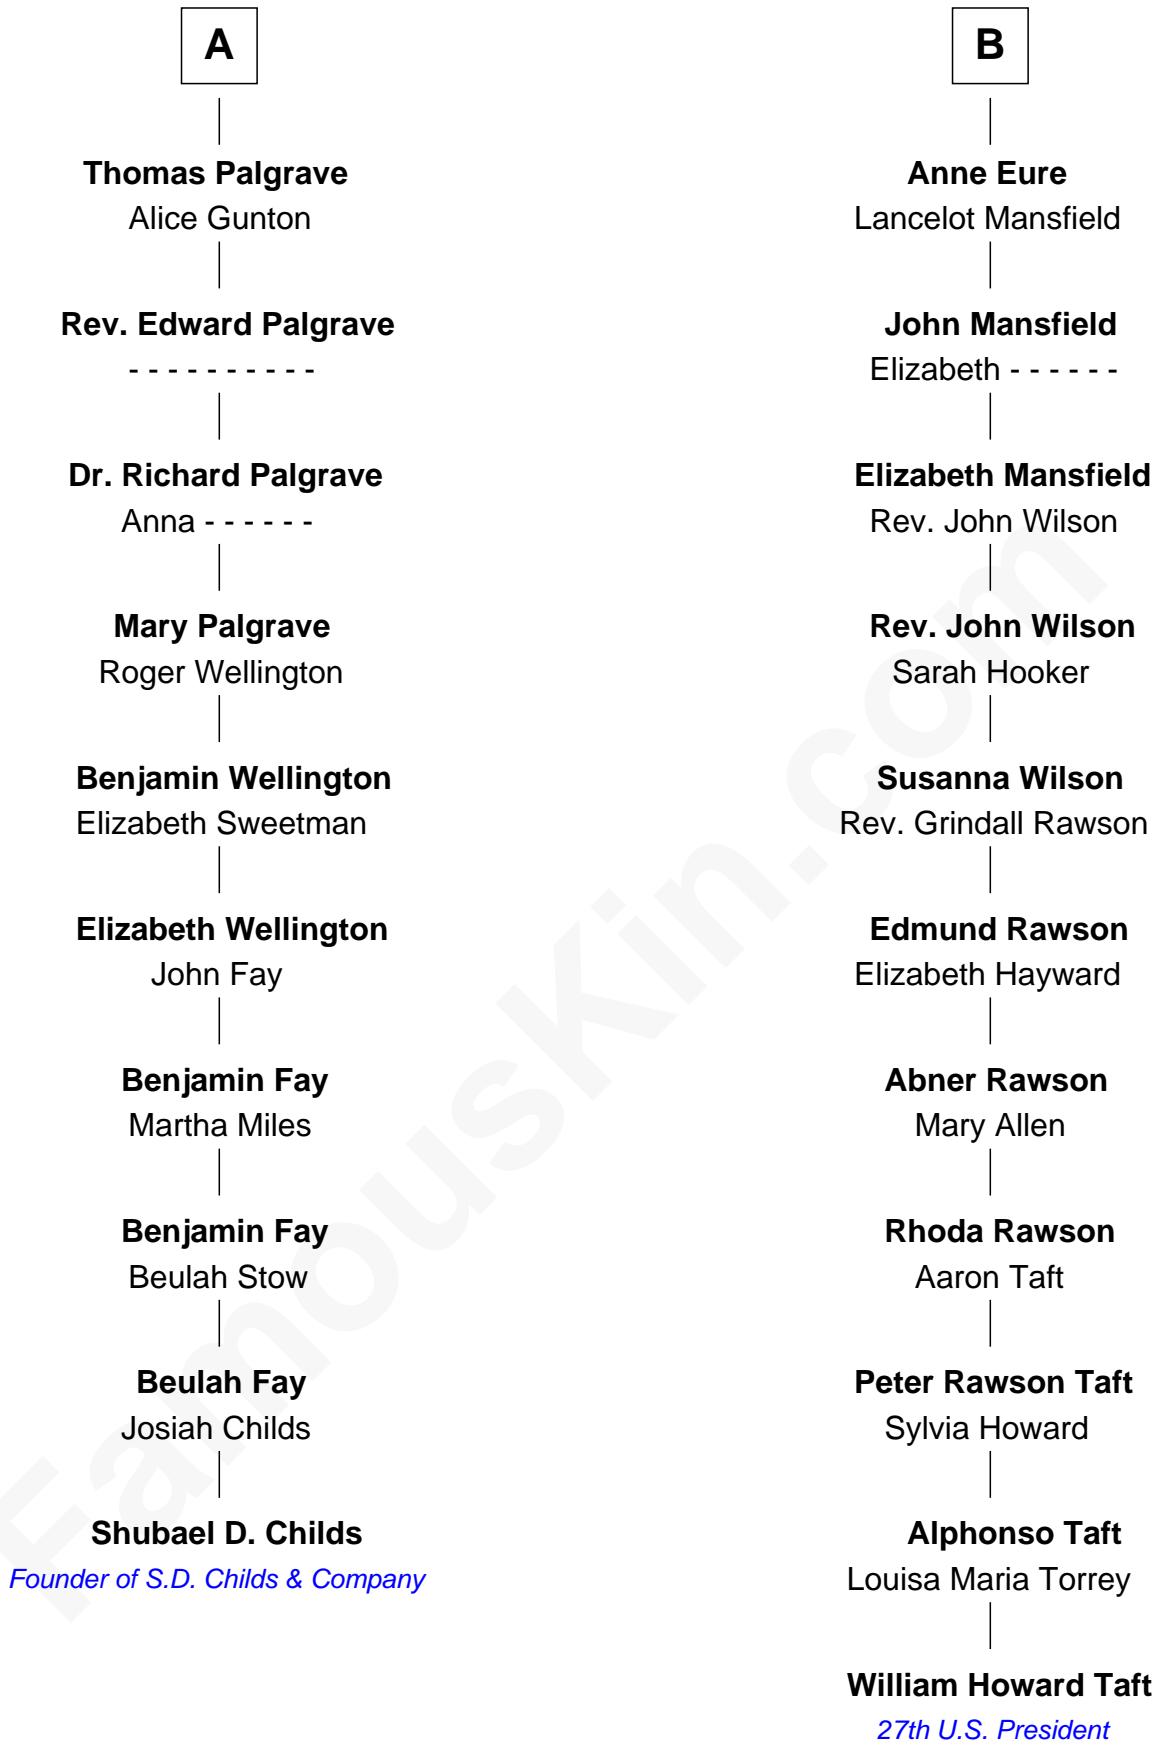 A
Thomas Palgrave
Alice Gunton
Rev. Edward Palgrave
- - - - - - - - - -
Dr. Richard Palgrave
Anna - - - - - -
Mary Palgrave
Roger Wellington
Benjamin Wellington
Elizabeth Sweetman
Elizabeth Wellington
John Fay
Benjamin Fay
Martha Miles
Benjamin Fay
Beulah Stow
Beulah Fay
Josiah Childs
Shubael D. Childs
Founder of S.D. Childs & Company
B
Anne Eure
Lancelot Mansfield
John Mansfield
Elizabeth - - - - - -
Elizabeth Mansfield
Rev. John Wilson
Rev. John Wilson
Sarah Hooker
Susanna Wilson
Rev. Grindall Rawson
Edmund Rawson
Elizabeth Hayward
Abner Rawson
Mary Allen
Rhoda Rawson
Aaron Taft
Peter Rawson Taft
Sylvia Howard
Alphonso Taft
Louisa Maria Torrey
William Howard Taft
27th U.S. President
FamousKin.com